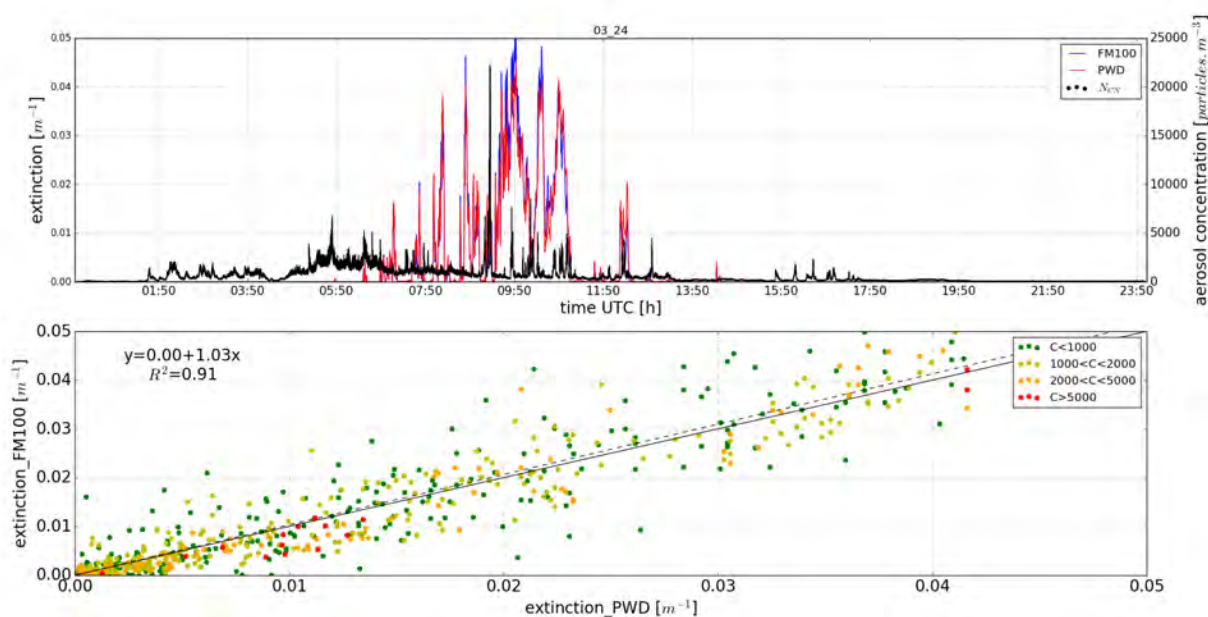 03_24
0.05
0.04
0.03
0.02
0.01
0.00
extinction [m⁻¹]
25000
20000
15000
10000
5000
0
aerosol concentration [particles.m⁻³]
FM100
PWD
N_CN
01:50 03:50 05:50 07:50 09:50 11:50 13:50 15:50 17:50 19:50 21:50 23:50
time UTC [h]
0.05
0.04
0.03
0.02
0.01
0.00
extinction_FM100 [m⁻¹]
y=0.00+1.03x
R²=0.91
C<1000
1000<C<2000
2000<C<5000
C>5000
0.00 0.01 0.02 0.03 0.04 0.05
extinction_PWD [m⁻¹]